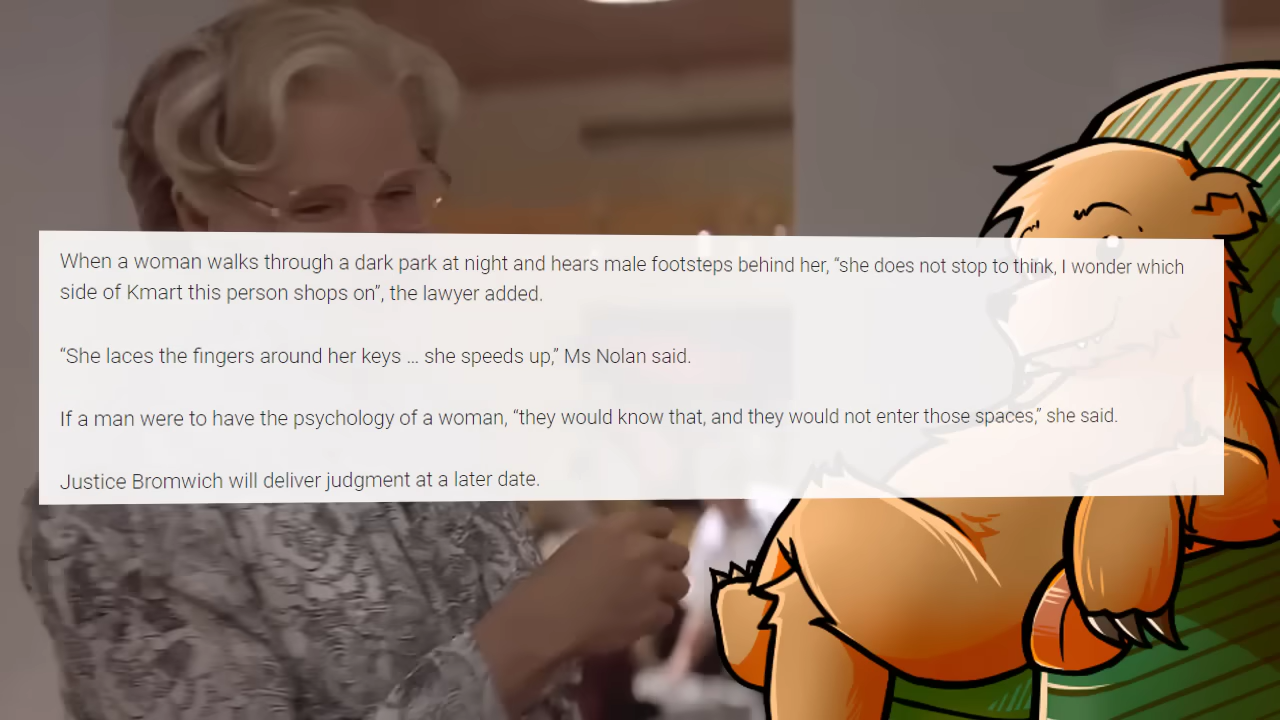 When a woman walks through a dark park at night and hears male footsteps behind her, “she does not stop to think, I wonder which
side of Kmart this person shops on”, the lawyer added.
“She laces the fingers around her keys ... she speeds up,” Ms Nolan said.
If a man were to have the psychology of a woman, “they would know that, and they would not enter those spaces,” she said.
Justice Bromwich will deliver judgment at a later date.